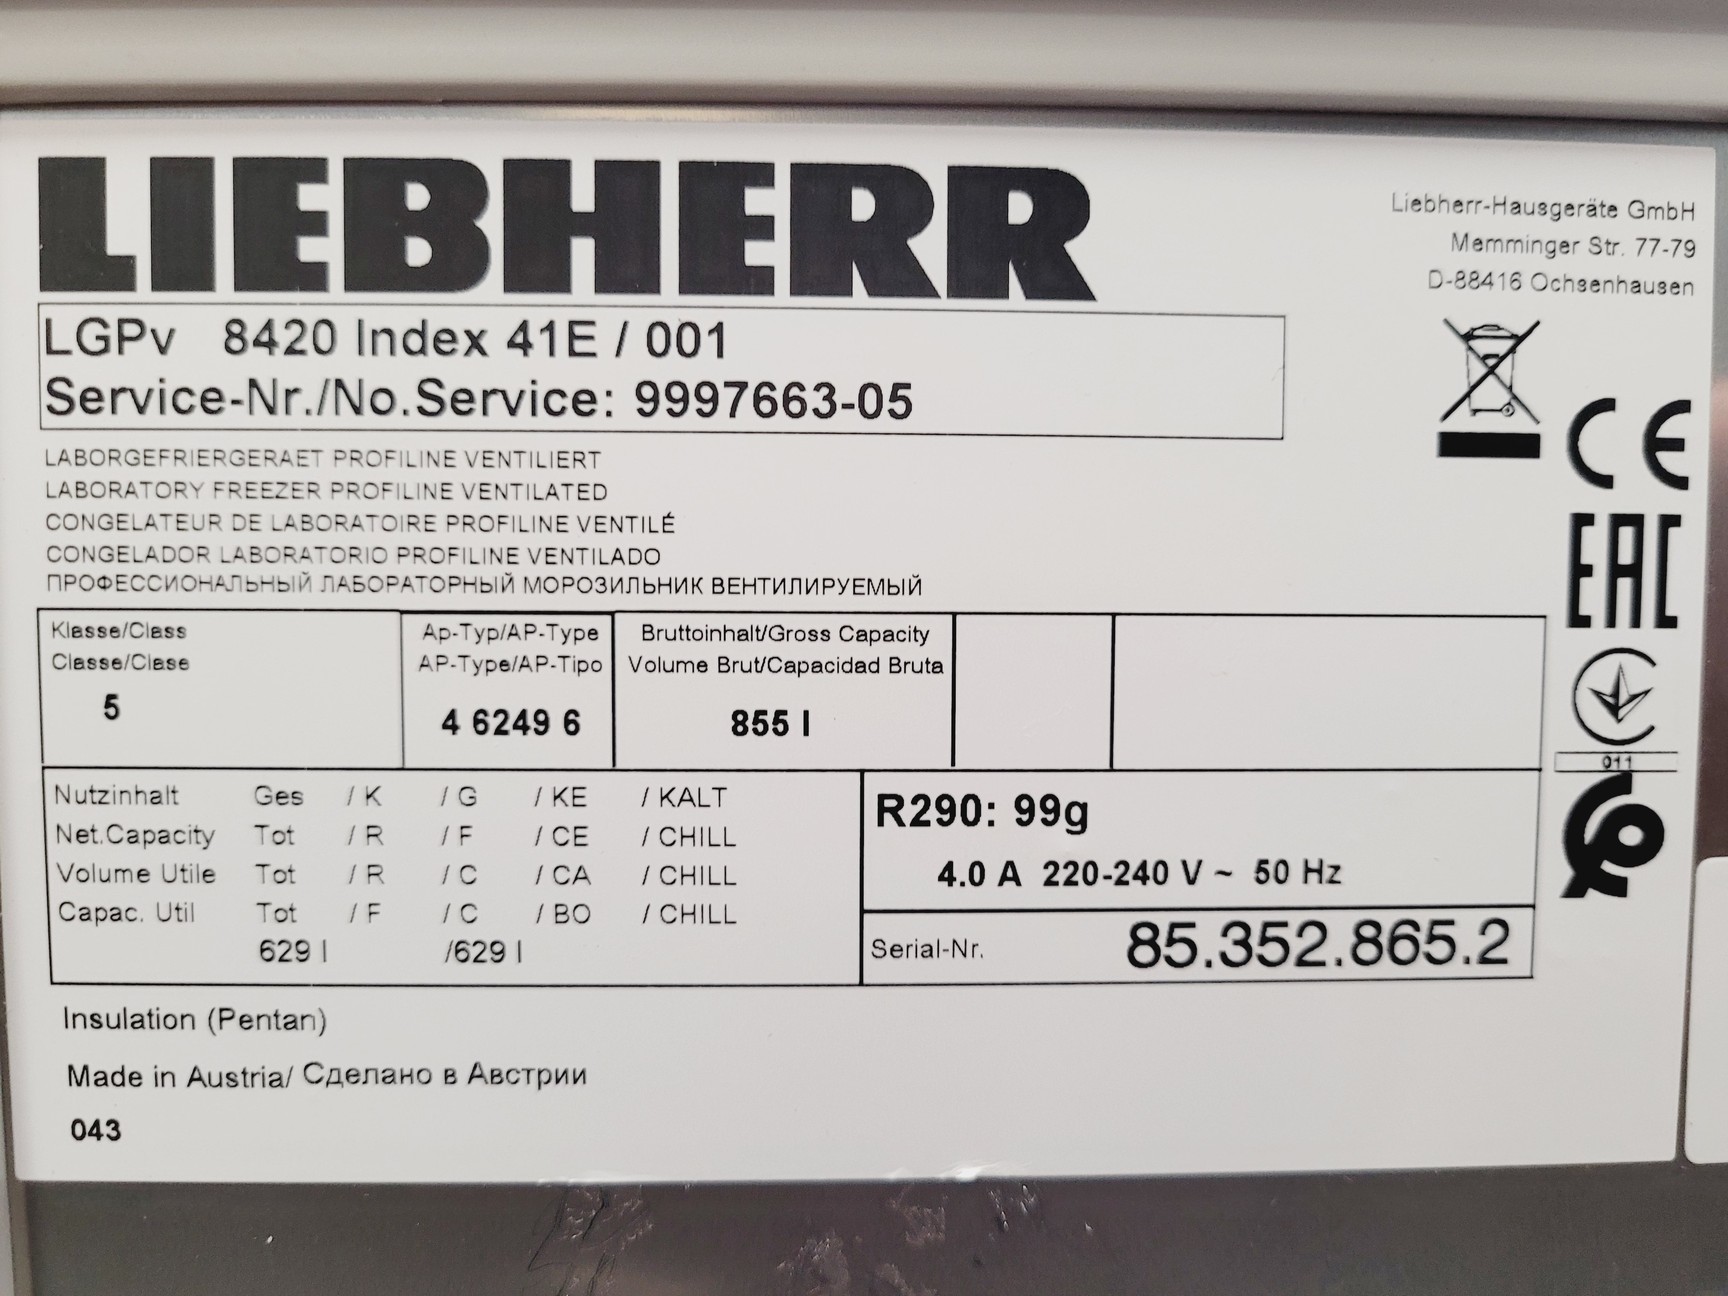 LIEBHERR
Liebherr-Hausgeräte GmbH
Memminger Str. 77-79
D-88416 Ochsenhausen
LGPv 8420 Index 41E / 001
Service-Nr./No.Service: 9997663-05
LABORGEFRIERGERAET PROFILINE VENTILIERT
LABORATORY FREEZER PROFILINE VENTILATED
CONGELATEUR DE LABORATOIRE PROFILINE VENTILÉ
CONGELADOR LABORATORIO PROFILINE VENTILADO
ПРОФЕССИОНАЛЬНЫЙ ЛАБОРАТОРНЫЙ МОРОЗИЛЬНИК ВЕНТИЛИРУЕМЫЙ
CE
EAC
011
Klasse/Class
Classe/Clase
5
Ap-Typ/AP-Type
AP-Type/AP-Tipo
4 6249 6
Bruttoinhalt/Gross Capacity
Volume Brut/Capacidad Bruta
855 l
Nutzinhalt Ges / K / G / KE / KALT
Net.Capacity Tot / R / F / CE / CHILL
Volume Utile Tot / R / C / CA / CHILL
Capac. Util Tot / F / C / BO / CHILL
629 l /629 l
R290: 99g
4.0 A 220-240 V ~ 50 Hz
Serial-Nr. 85.352.865.2
Insulation (Pentan)
Made in Austria/ Сделано в Австрии
043